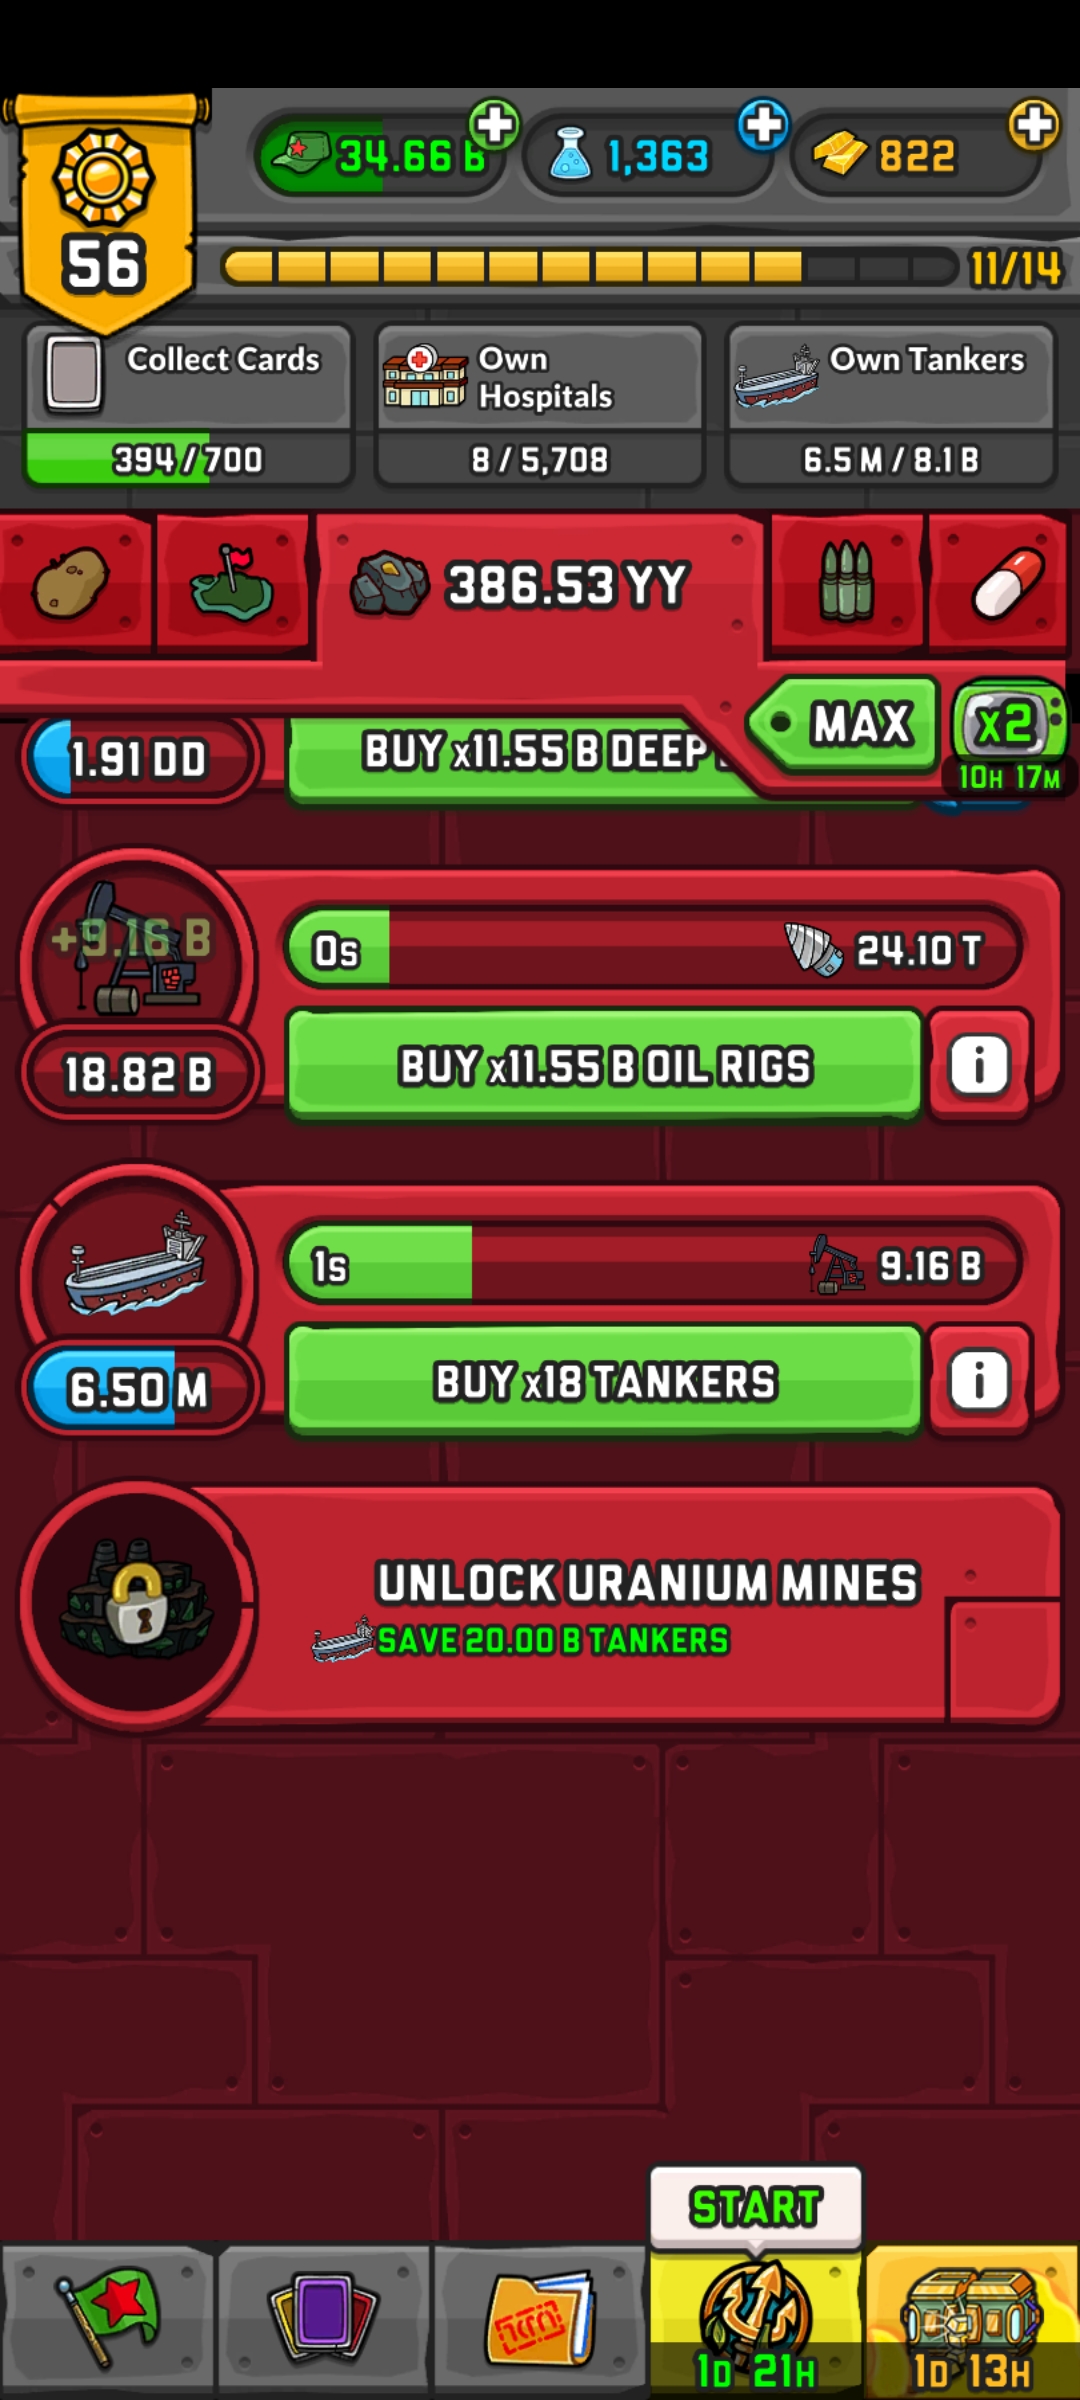 34.66 B
1,363
822
56
11/14
Collect Cards
394/700
Own
Hospitals
8/5,708
Own Tankers
6.5 M/8.1 B
386.53 YY
MAX
x2
10H 17M
1.91 DD
BUY x11.55 B DEEP
+9.16 B
0s
24.10 T
18.82 B
BUY x11.55 B OIL RIGS
i
1s
9.16 B
6.50 M
BUY x18 TANKERS
i
UNLOCK URANIUM MINES
SAVE 20.00 B TANKERS
START
1D 21H
1D 13H